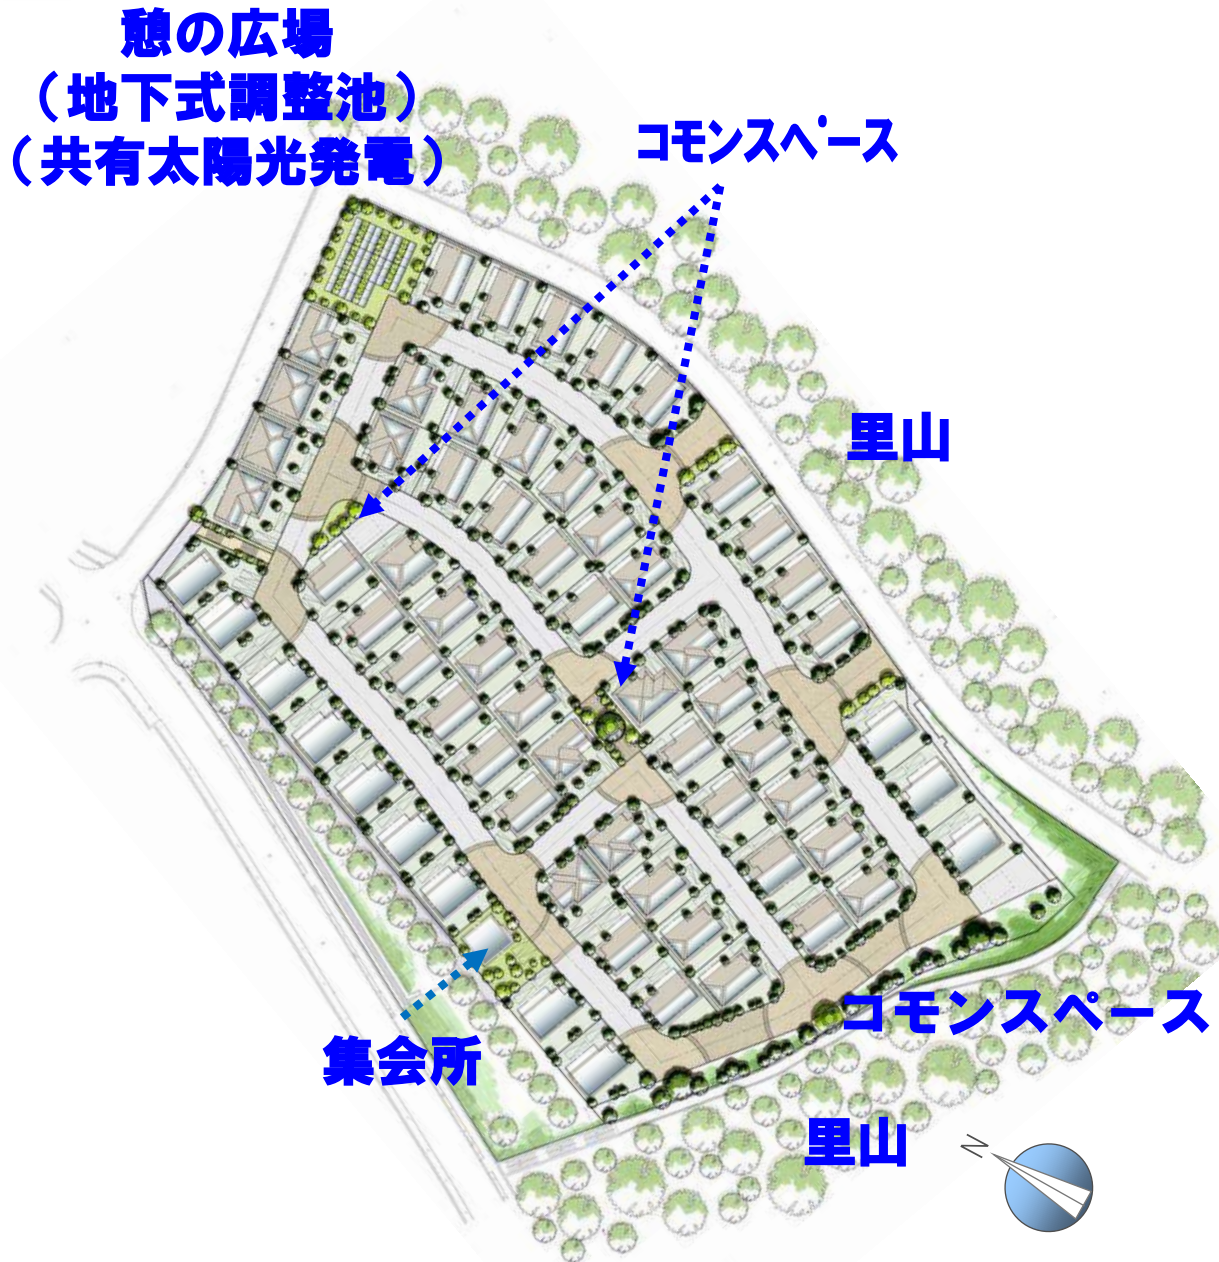 憩の広場
（地下式調整池）
（共有太陽光発電）
コモンスペース
里山
コモンスペース
集会所
里山
N